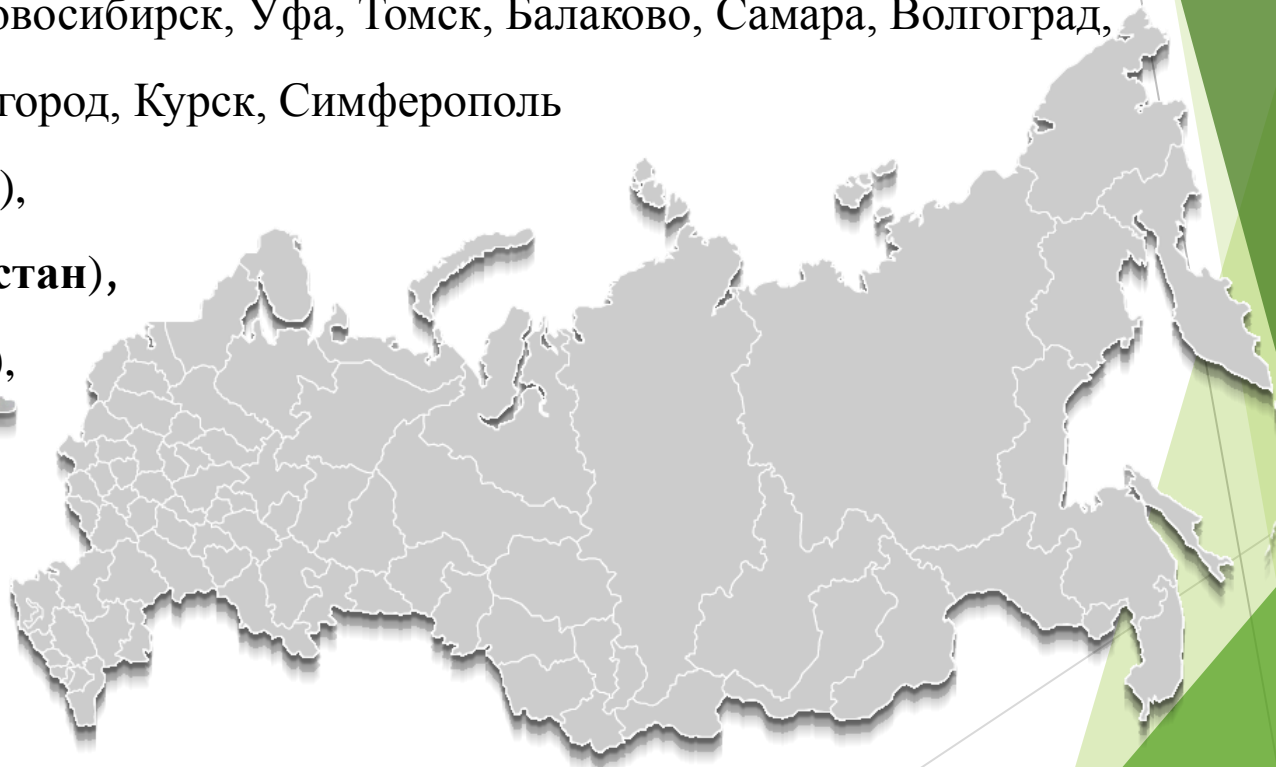 овосибирск, Уфа, Томск, Балаково, Самара, Волгоград,
город, Курск, Симферополь
),
стан),
),